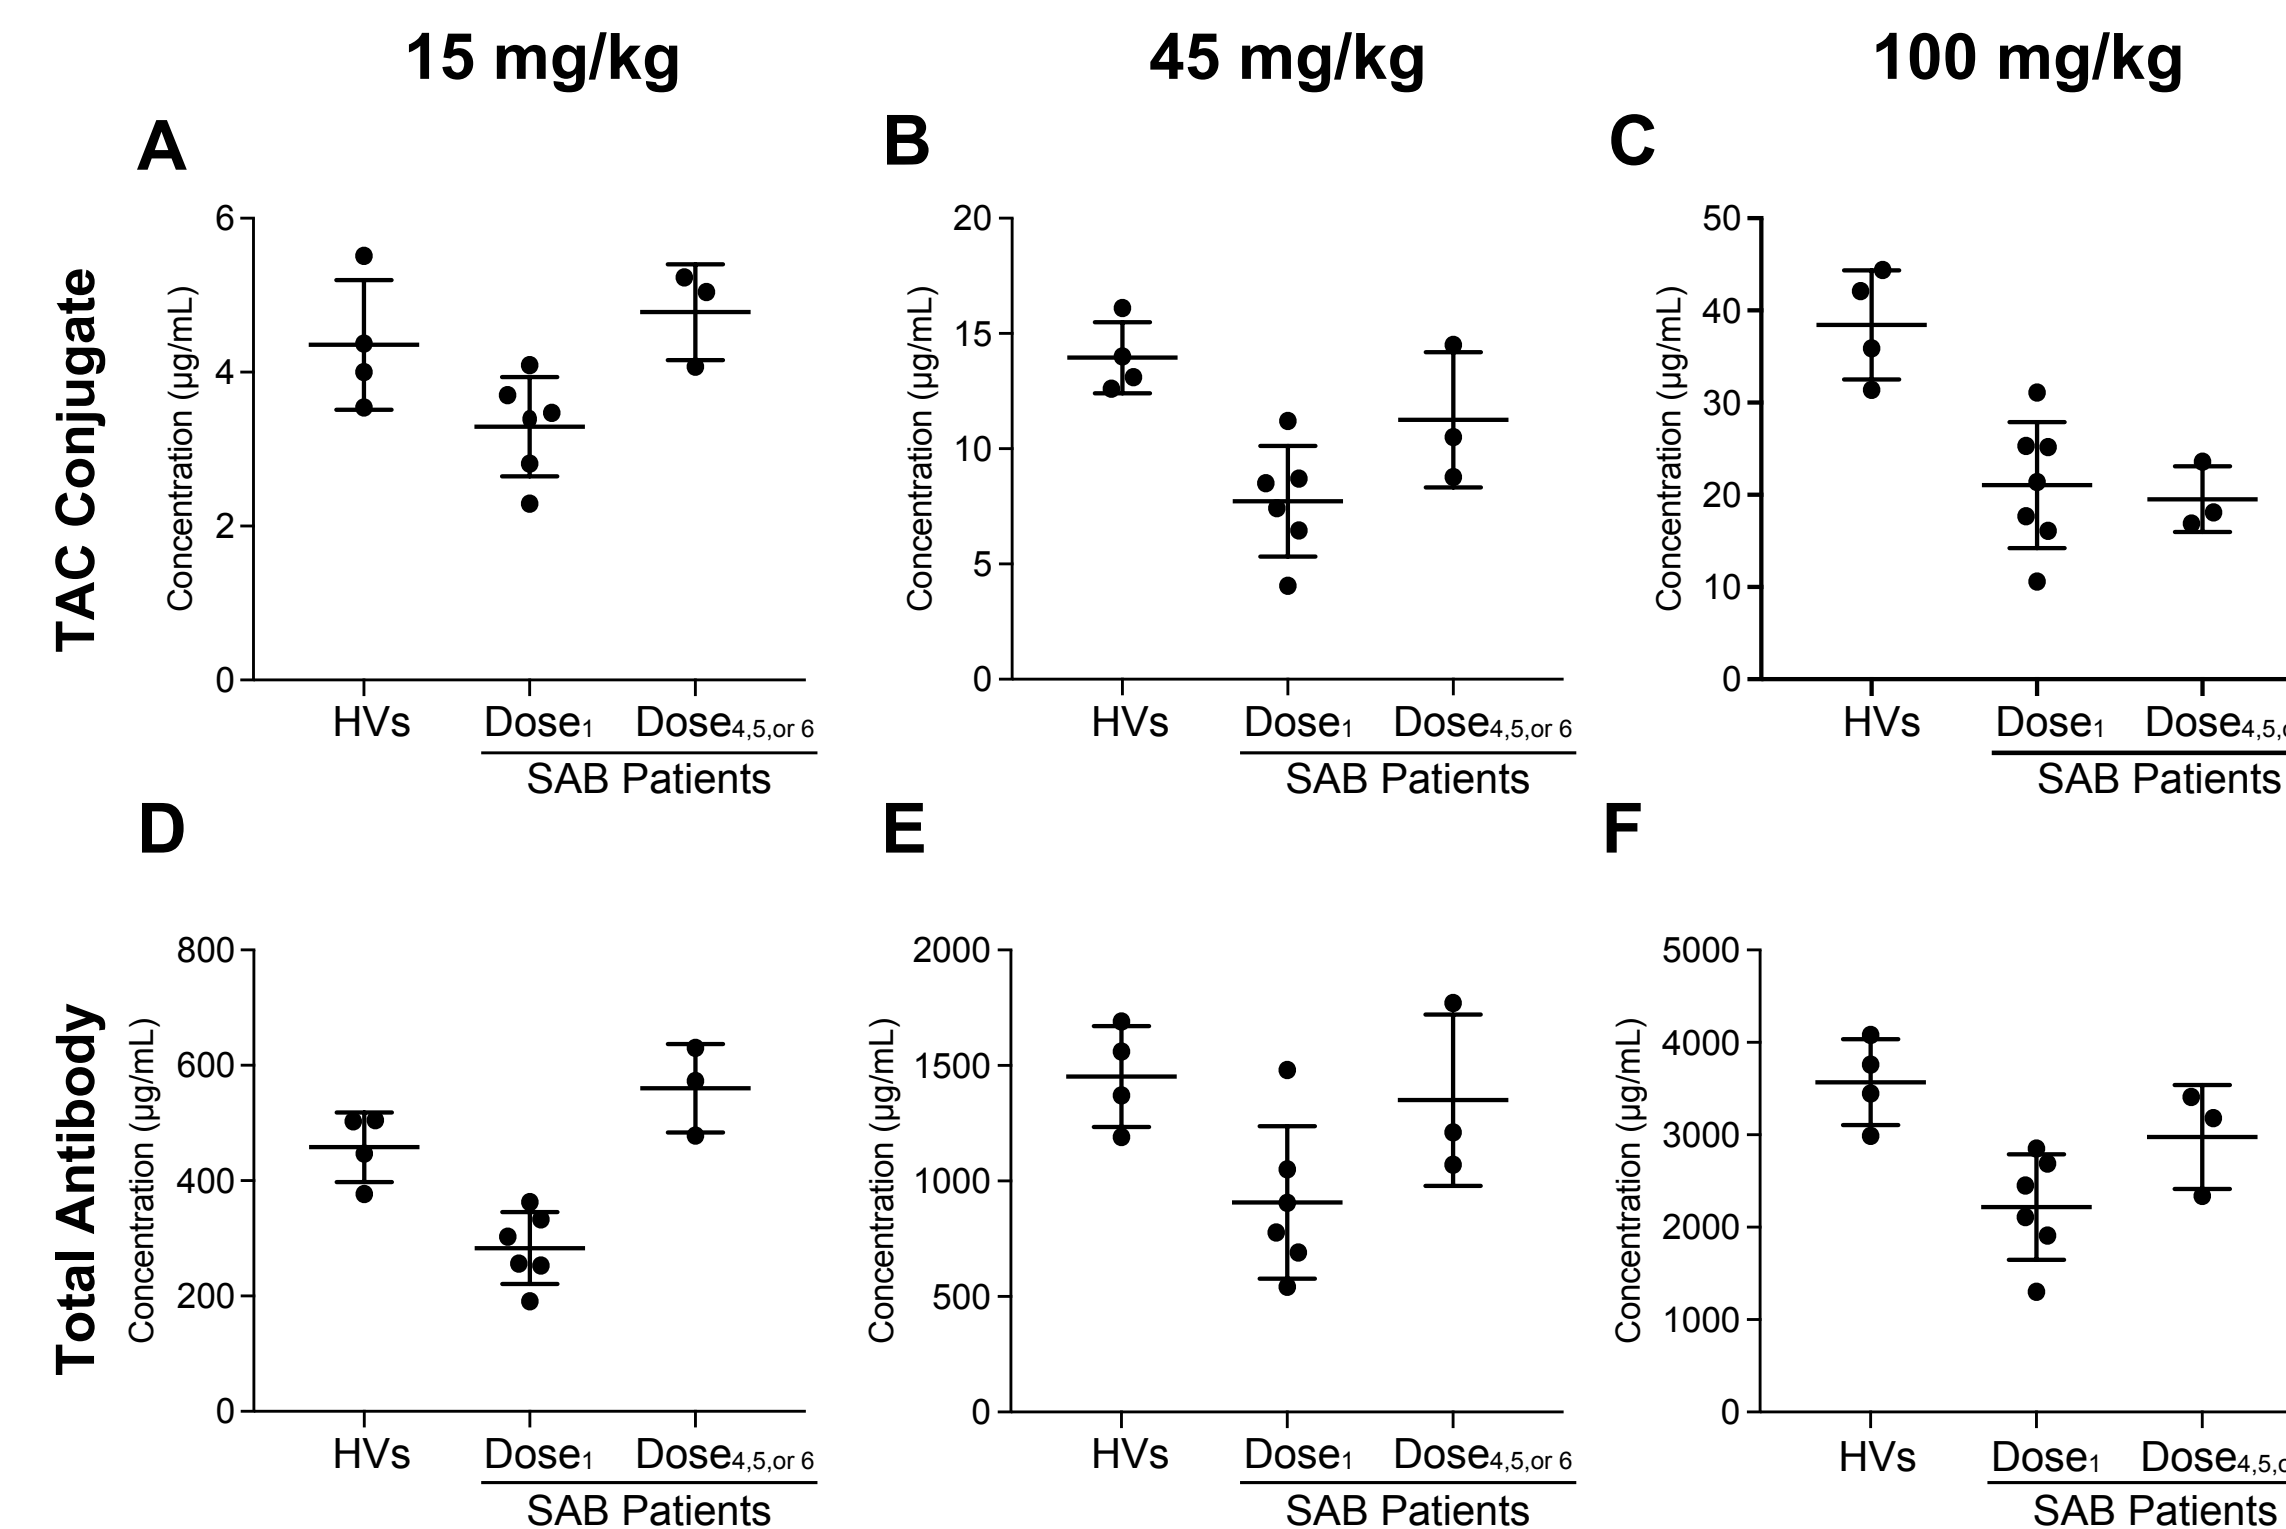 15 mg/kg 45 mg/kg 100 mg/kg
A B C
TAC Conjugate
Concentration (µg/mL)
6
4
2
0
HVs Dose1 Dose4,5,or 6
SAB Patients
Concentration (µg/mL)
20
15
10
5
0
HVs Dose1 Dose4,5,or 6
SAB Patients
Concentration (µg/mL)
50
40
30
20
10
0
HVs Dose1 Dose4,5,
SAB Patients
D E F
Total Antibody
Concentration (µg/mL)
800
600
400
200
0
HVs Dose1 Dose4,5,or 6
SAB Patients
Concentration (µg/mL)
2000
1500
1000
500
0
HVs Dose1 Dose4,5,or 6
SAB Patients
Concentration (µg/mL)
5000
4000
3000
2000
1000
0
HVs Dose1 Dose4,5,
SAB Patients